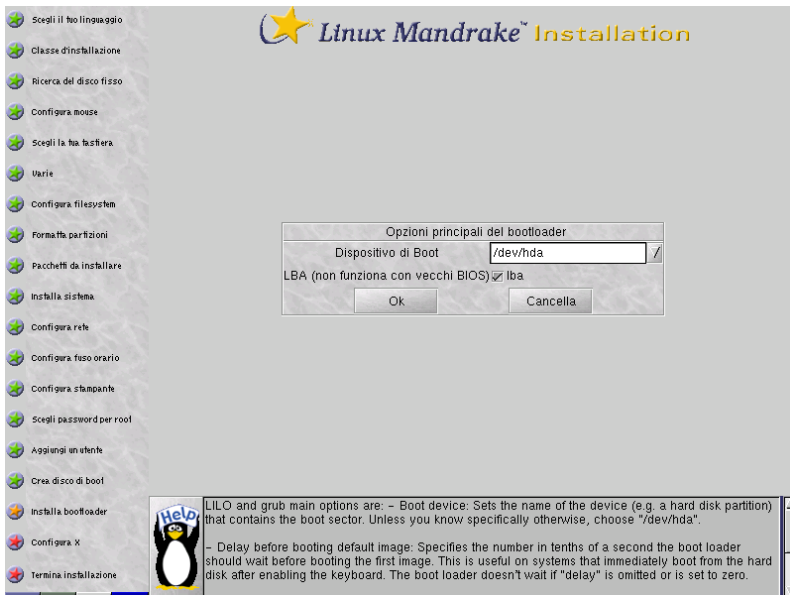 Linux Mandrake™ Installation
Scegli il tuo linguaggio
Classe d'installazione
Ricerca del disco fisso
Configura mouse
Scegli la tua tastiera
Varie
Configura filesystem
Formatta partizioni
Pacchetti da installare
Installa sistema
Configura rete
Configura fuso orario
Configura stampante
Scegli password per root
Aggiungi un utente
Crea disco di boot
Installa bootloader
Configura X
Termina installazione
Opzioni principali del bootloader
Dispositivo di Boot /dev/hda
LBA (non funziona con vecchi BIOS) lba
Ok Cancella
Help
LILO and grub main options are: - Boot device: Sets the name of the device (e.g. a hard disk partition)
that contains the boot sector. Unless you know specifically otherwise, choose "/dev/hda".
- Delay before booting default image: Specifies the number in tenths of a second the boot loader
should wait before booting the first image. This is useful on systems that immediately boot from the hard
disk after enabling the keyboard. The boot loader doesn't wait if "delay" is omitted or is set to zero.